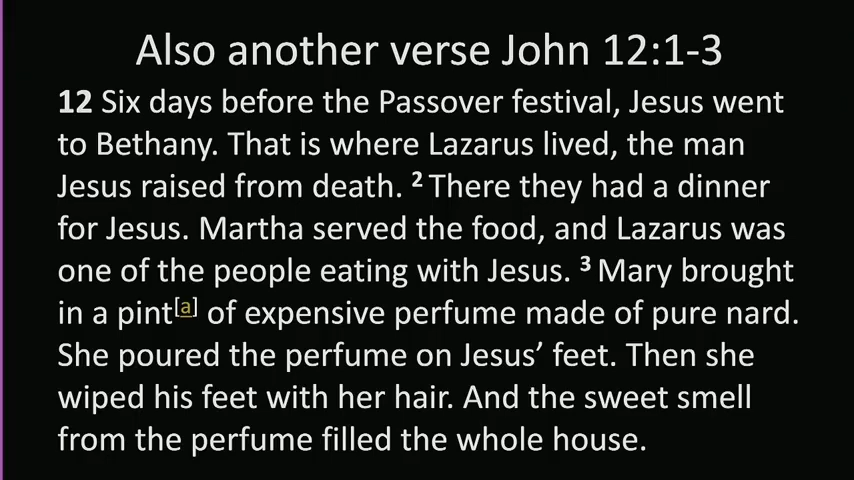 Also another verse John 12:1-3
12 Six days before the Passover festival, Jesus went
to Bethany. That is where Lazarus lived, the man
Jesus raised from death. 2 There they had a dinner
for Jesus. Martha served the food, and Lazarus was
one of the people eating with Jesus. 3 Mary brought
in a pint[a] of expensive perfume made of pure nard.
She poured the perfume on Jesus’ feet. Then she
wiped his feet with her hair. And the sweet smell
from the perfume filled the whole house.